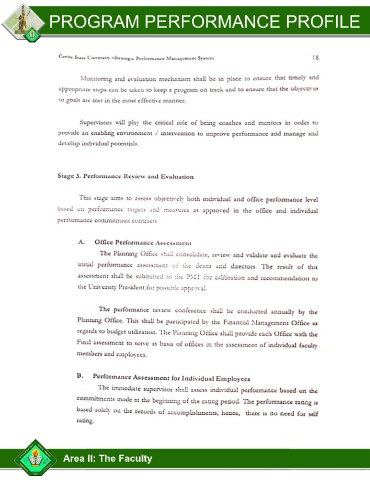 PROGRAM PERFORMANCE PROFILE
Cavite State University –Strategic Performance Management System 18
Monitoring and evaluation mechanism shall be in place to ensure that timely and
appropriate steps can be taken to keep a program on track and to ensure that the objectives
or goals are met in the most effective manner.
Supervisors will play the critical role of being coaches and mentors in order to
provide an enabling environment / intervention to improve performance and manage and
develop individual potentials.
Stage 3. Performance Review and Evaluation
This stage aims to assess objectively both individual and office performance level
based on performance targets and measures as approved in the office and individual
performance commitment contracts.
A. Office Performance Assessment
The Planning Office shall consolidate, review and validate and evaluate the
initial performance assessment of the deans and directors. The result of this
assessment shall be submitted to the PMT for calibration and recommendation to
the University President for possible approval.
The performance review conference shall be conducted annually by the
Planning Office. This shall be participated by the Financial Management Office as
regards to budget utilization. The Planning Office shall provide each Office with the
Final assessment to serve as basis of offices in the assessment of individual faculty
members and employees.
B. Performance Assessment for Individual Employees
The immediate supervisor shall assess individual performance based on the
commitments made at the beginning of the rating period. The performance rating is
based solely on the records of accomplishments, hence, there is no need for self
rating.
Area II: The Faculty